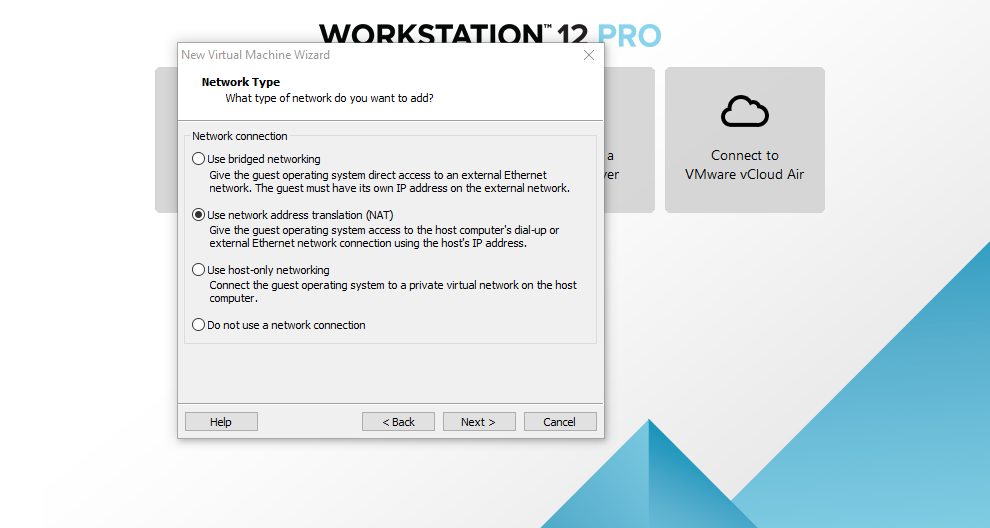 WORKSTATION™ 12 PRO
New Virtual Machine Wizard
Network Type
What type of network do you want to add?
Network connection
Use bridged networking
Give the guest operating system direct access to an external Ethernet
network. The guest must have its own IP address on the external network.
Use network address translation (NAT)
Give the guest operating system access to the host computer's dial-up or
external Ethernet network connection using the host's IP address.
Use host-only networking
Connect the guest operating system to a private virtual network on the host
computer.
Do not use a network connection
Help
< Back
Next >
Cancel
a
Connect to
VMware vCloud Air